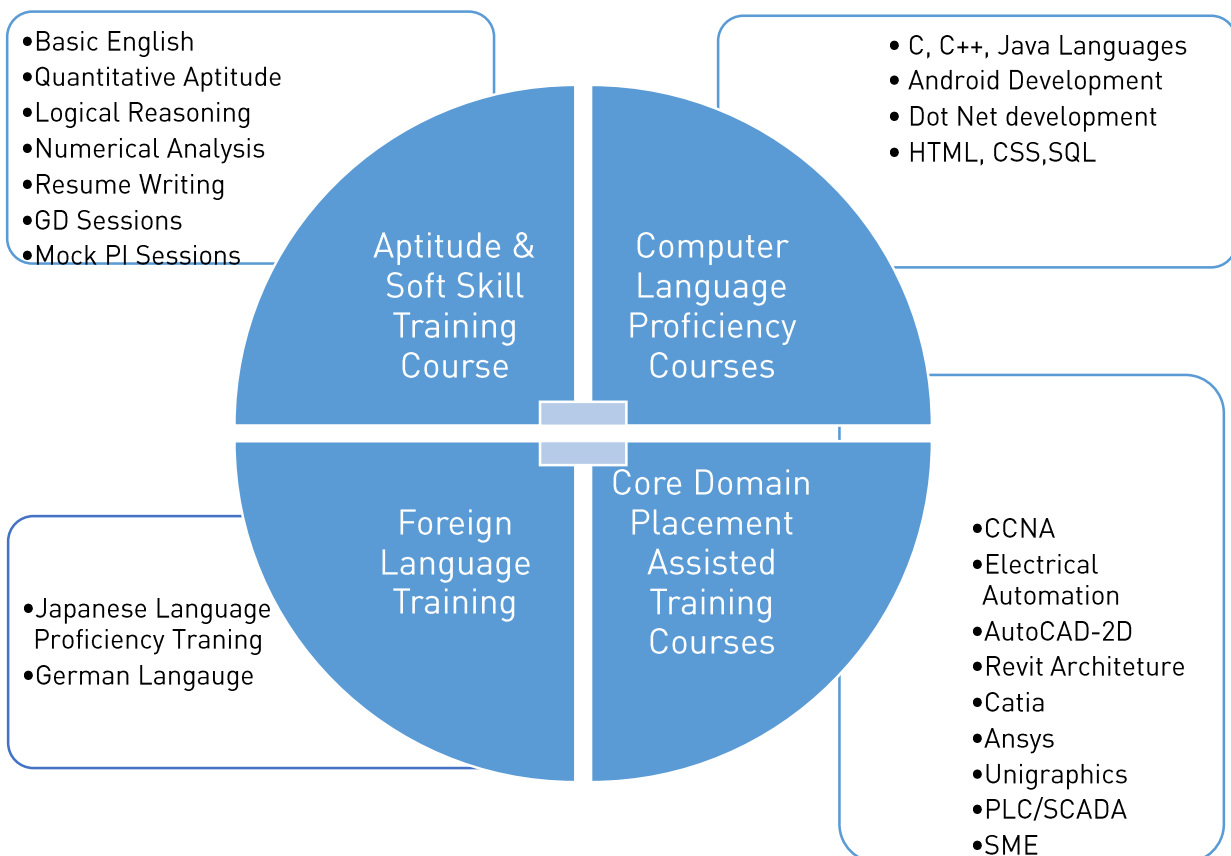 •Basic English
•Quantitative Aptitude
•Logical Reasoning
•Numerical Analysis
•Resume Writing
•GD Sessions
•Mock PI Sessions
• C, C++, Java Languages
• Android Development
• Dot Net development
• HTML, CSS,SQL
Aptitude &
Soft Skill
Training
Course
Computer
Language
Proficiency
Courses
Foreign
Language
Training
Core Domain
Placement
Assisted
Training
Courses
•Japanese Language
Proficiency Traning
•German Langauge
•CCNA
•Electrical
Automation
•AutoCAD-2D
•Revit Architeture
•Catia
•Ansys
•Unigraphics
•PLC/SCADA
•SME